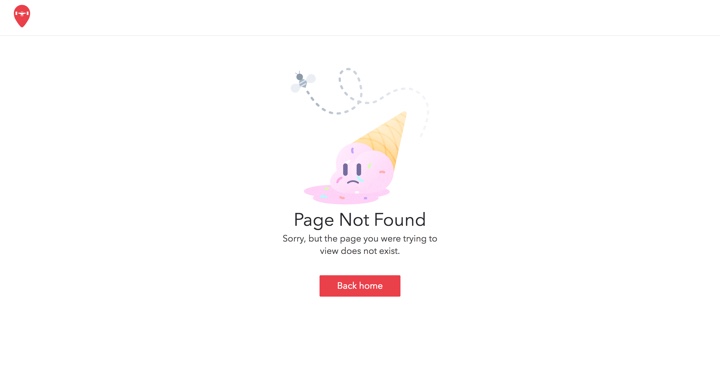 Page Not Found
Sorry, but the page you were trying to
view does not exist.
Back home